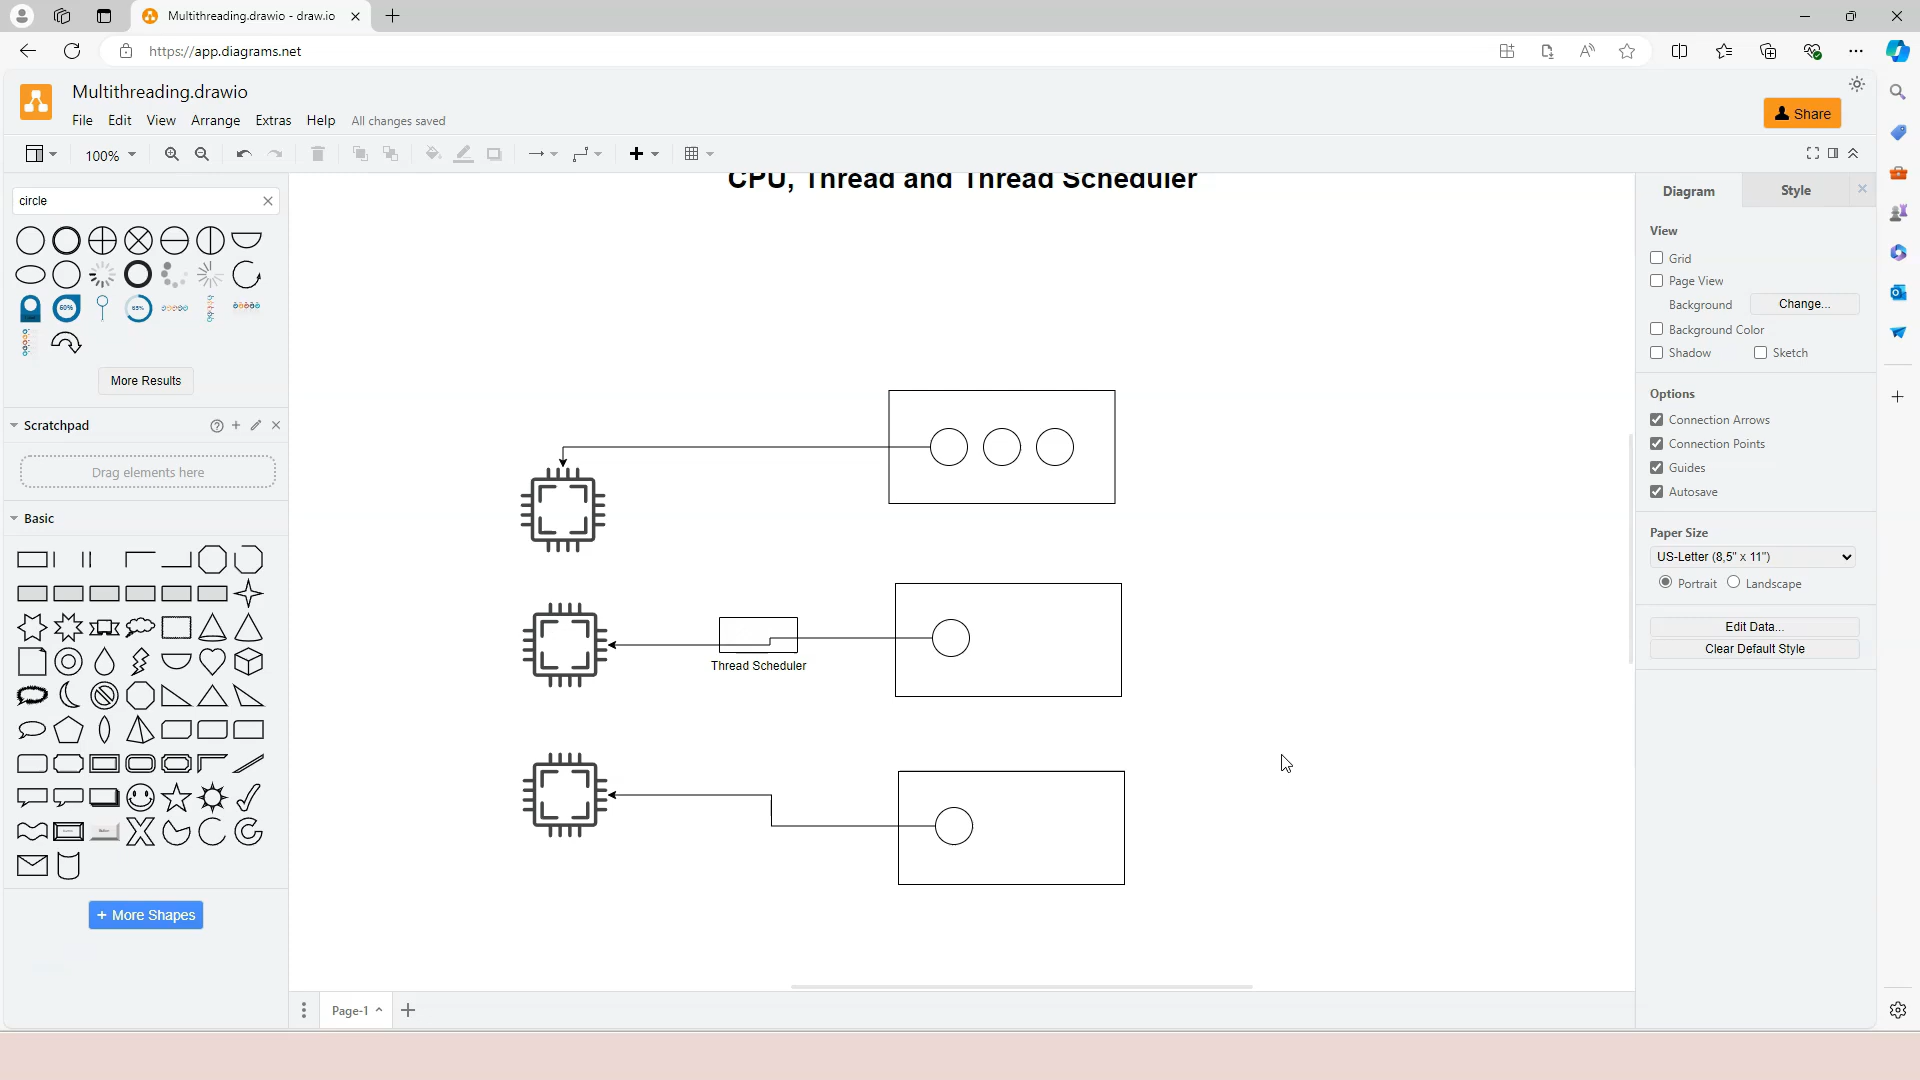 Multithreading.drawio - draw.io
https://app.diagrams.net
Multithreading.drawio
File Edit View Arrange Extras Help All changes saved
Share
100%
circle
60%
65%
More Results
Scratchpad
Drag elements here
Basic
+ More Shapes
CPU, Thread and Thread Scheduler
Thread Scheduler
Page-1
Diagram Style
View
Grid
Page View
Background Change...
Background Color
Shadow Sketch
Options
Connection Arrows
Connection Points
Guides
Autosave
Paper Size
US-Letter (8,5" x 11")
Portrait Landscape
Edit Data...
Clear Default Style